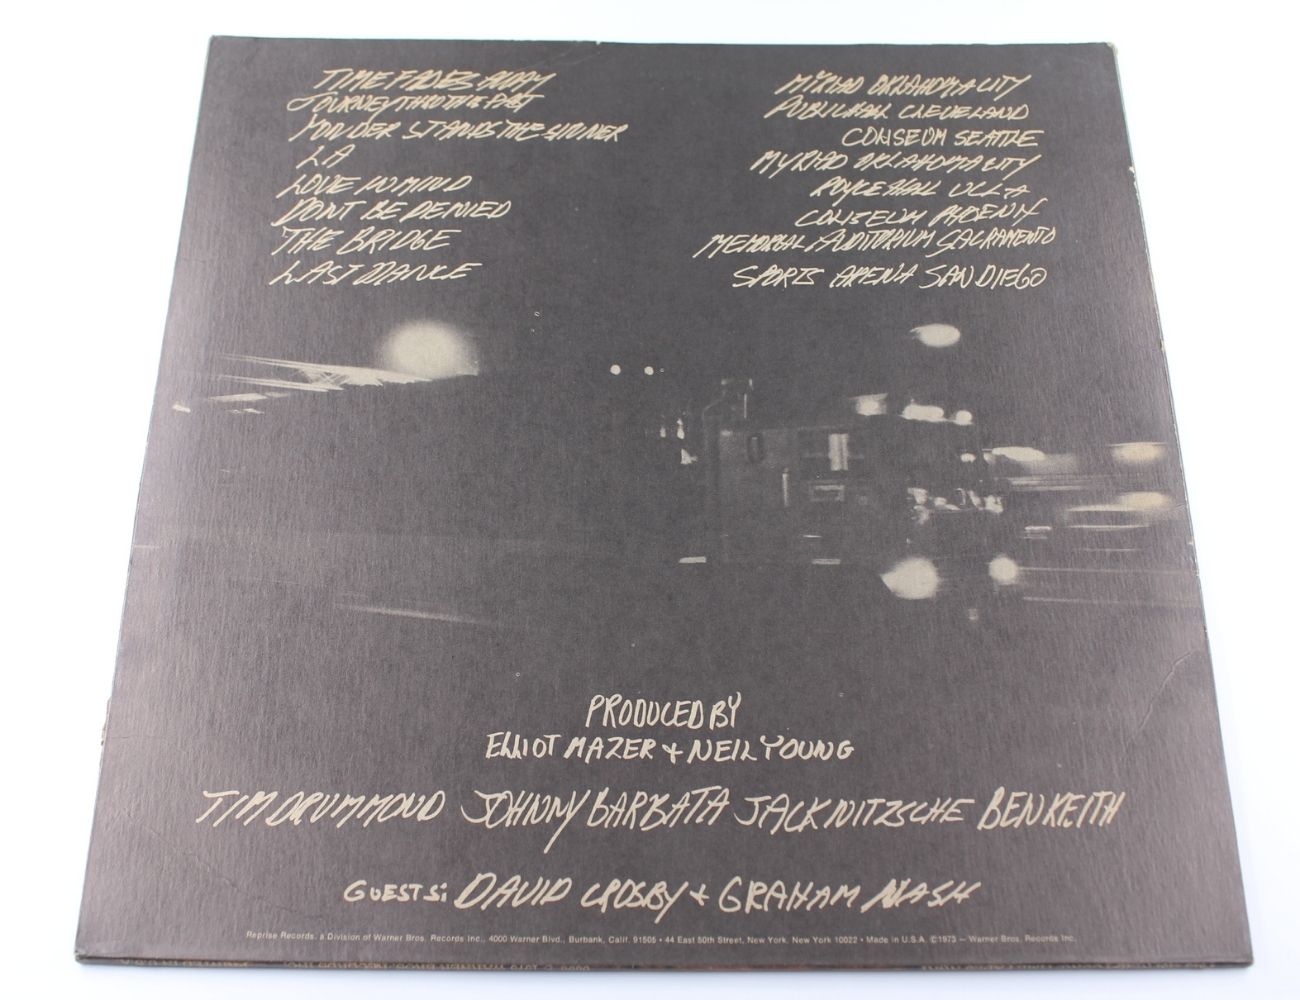 TIME FADES AWAY
JOURNEY THRO THE PAST
YONDER STANDS THE SINNER
LA
LOVE IN MIND
DONT BE DENIED
THE BRIDGE
LAST DANCE
MYRIAD OKLAHOMA CITY
PUBLIC HALL CLEVELAND
COLISEUM SEATTLE
MYRIAD OKLAHOMA CITY
ROYCE HALL UCLA
COLISEUM PHOENIX
MEMORIAL AUDITORIUM SACRAMENTO
SPORTS ARENA SAN DIEGO
PRODUCED BY
ELLIOT MAZER + NEIL YOUNG
TIM DRUMMOND JOHNNY BARBATA JACK NITZSCHE BEN KEITH
GUESTS: DAVID CROSBY + GRAHAM NASH
Reprise Records, a Division of Warner Bros. Records Inc., 4000 Warner Blvd., Burbank, Calif. 91505 • 44 East 50th Street, New York, New York 10022 • Made in U.S.A. ©1973 — Warner Bros. Records Inc.